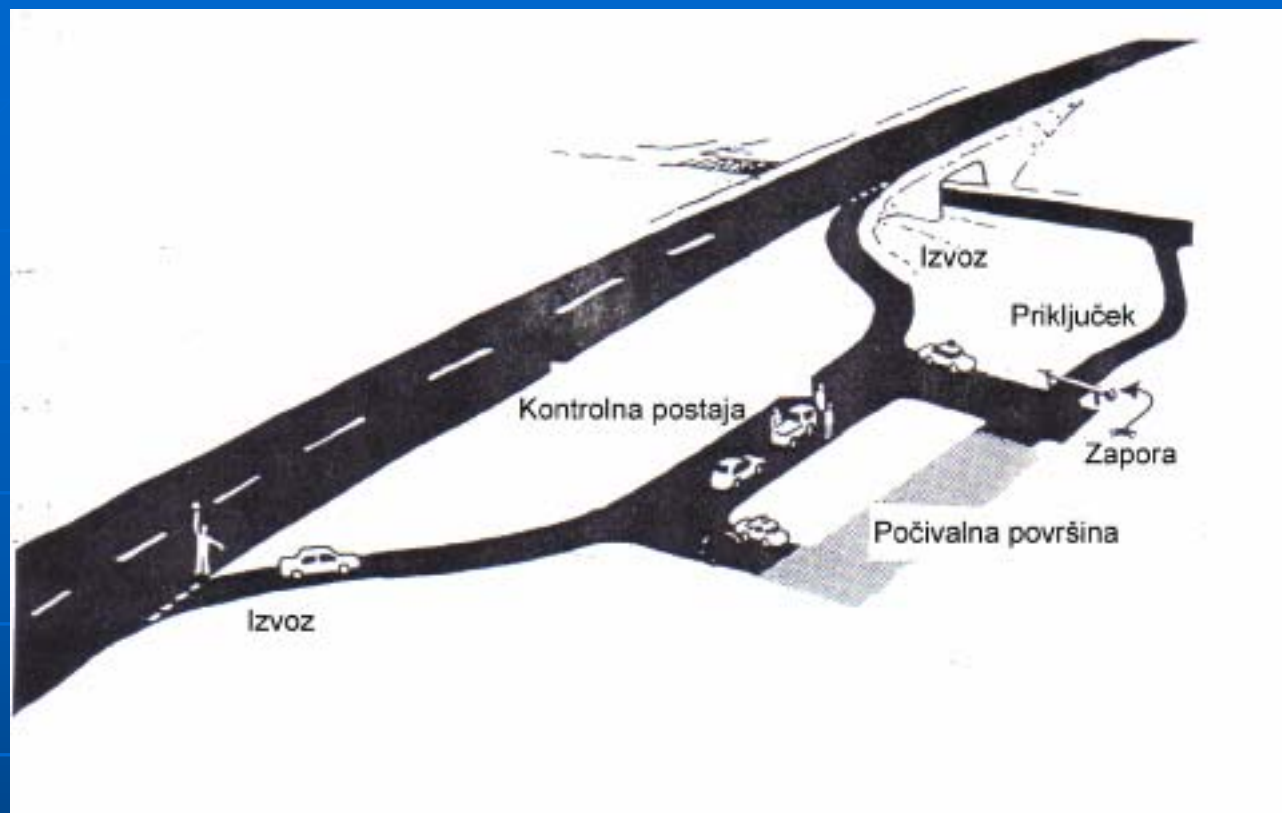 Izvoz
Priključek
Kontrolna postaja
Zapora
Počivalna površina
Izvoz